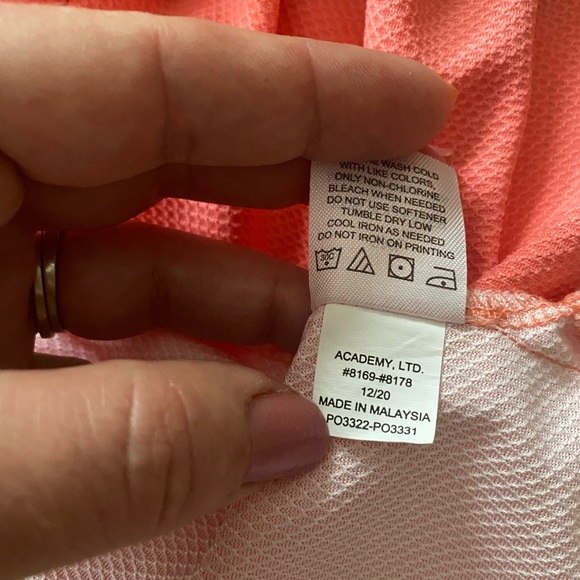 WASH COLD
WITH LIKE COLORS,
ONLY NON-CHLORINE
BLEACH WHEN NEEDED
DO NOT USE SOFTENER
TUMBLE DRY LOW
COOL IRON AS NEEDED
DO NOT IRON ON PRINTING
30C
ACADEMY, LTD.
#8169-#8178
12/20
MADE IN MALAYSIA
PO3322-PO3331